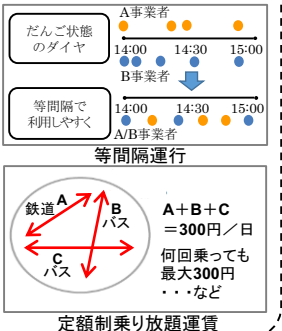 A事業者
だんご状態
のダイヤ
14:00 14:30 15:00
B事業者
等間隔で
利用しやすく
14:00 14:30 15:00
A/B事業者
等間隔運行
鉄道 A
B
バス
C
バス
A+B+C
=300円/日
何回乗っても
最大300円
・・・など
定額制乗り放題運賃